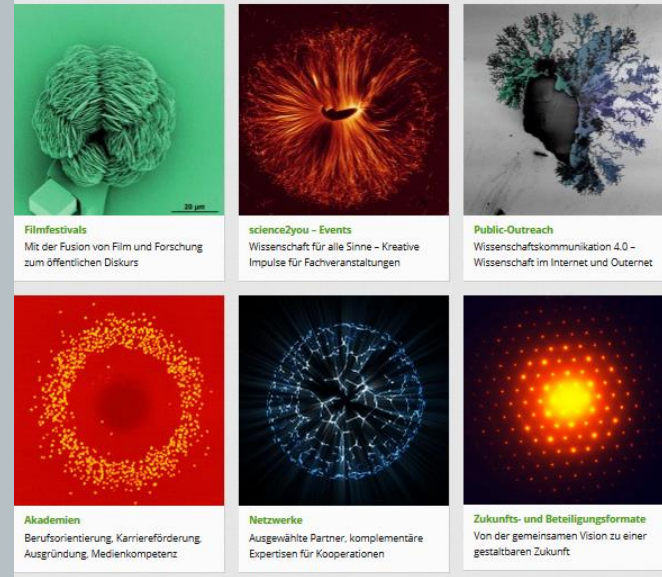 20 µm
Filmfestivals
Mit der Fusion von Film und Forschung
zum öffentlichen Diskurs
science2you – Events
Wissenschaft für alle Sinne – Kreative
Impulse für Fachveranstaltungen
Public-Outreach
Wissenschaftskommunikation 4.0 –
Wissenschaft im Internet und Outernet
Akademien
Berufsorientierung, Karriereförderung,
Ausgründung, Medienkompetenz
Netzwerke
Ausgewählte Partner, komplementäre
Expertisen für Kooperationen
Zukunfts- und Beteiligungsformate
Von der gemeinsamen Vision zu einer
gestaltbaren Zukunft